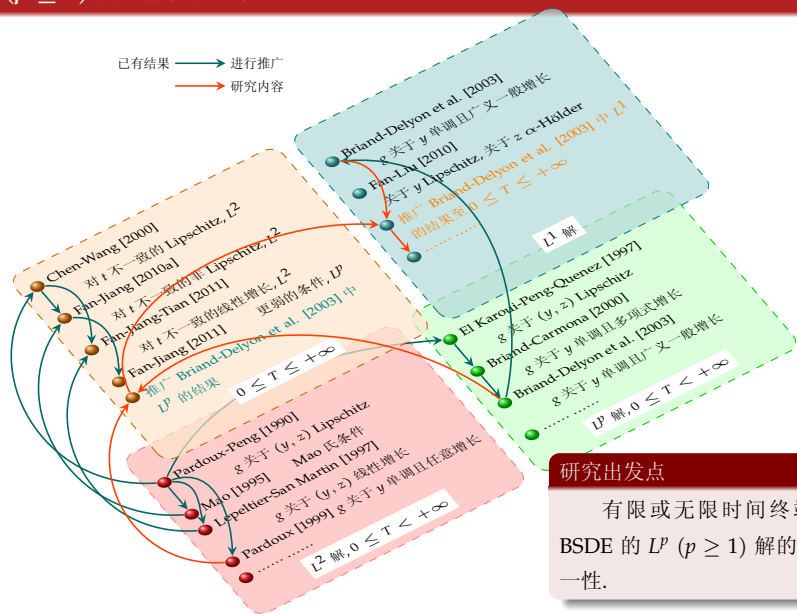 已有结果 进行推广
研究内容
Briand-Delyon et al. [2003]
g 关于 y 单调且广义一般增长
Fan-Liu [2010]
关于 y Lipschitz, 关于 z α-Hölder
推广 Briand-Delyon et al. [2003] 中 L¹
的结果至 0 ≤ T ≤ +∞
…… ……
L¹ 解
Chen-Wang [2000]
对 t 不一致的 Lipschitz, L²
Fan-Jiang [2010a]
对 t 不一致的非 Lipschitz, L²
Fan-Jiang-Tian [2011]
对 t 不一致的线性增长, L²
Fan-Jiang [2011] 更弱的条件, Lᵖ
推广 Briand-Delyon et al. [2003] 中
Lᵖ 的结果
0 ≤ T ≤ +∞
El Karoui-Peng-Quenez [1997]
g 关于 (y, z) Lipschitz
Briand-Carmona [2000]
g 关于 y 单调且多项式增长
Briand-Delyon et al. [2003]
g 关于 y 单调且广义一般增长
…… ……
Lᵖ 解, 0 ≤ T < +∞
Pardoux-Peng [1990]
g 关于 (y, z) Lipschitz
Mao [1995] Mao 氏条件
Lepeltier-San Martin [1997]
g 关于 (y, z) 线性增长
Pardoux [1999] g 关于 y 单调且任意增长
…… ……
L² 解, 0 ≤ T < +∞
研究出发点
有限或无限时间终端
BSDE 的 Lᵖ (p ≥ 1) 解的
一性.